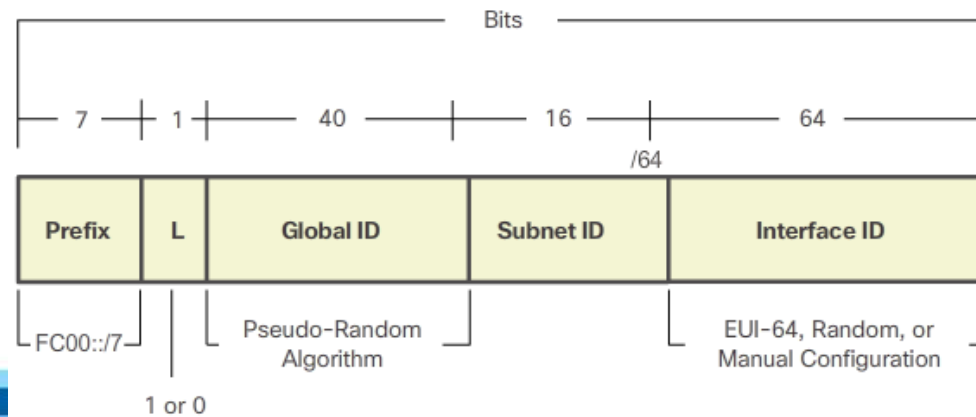 Bits
7 1 40 16 64
/64
Prefix L Global ID Subnet ID Interface ID
FC00::/7
Pseudo-Random
Algorithm
EUI-64, Random, or
Manual Configuration
1 or 0